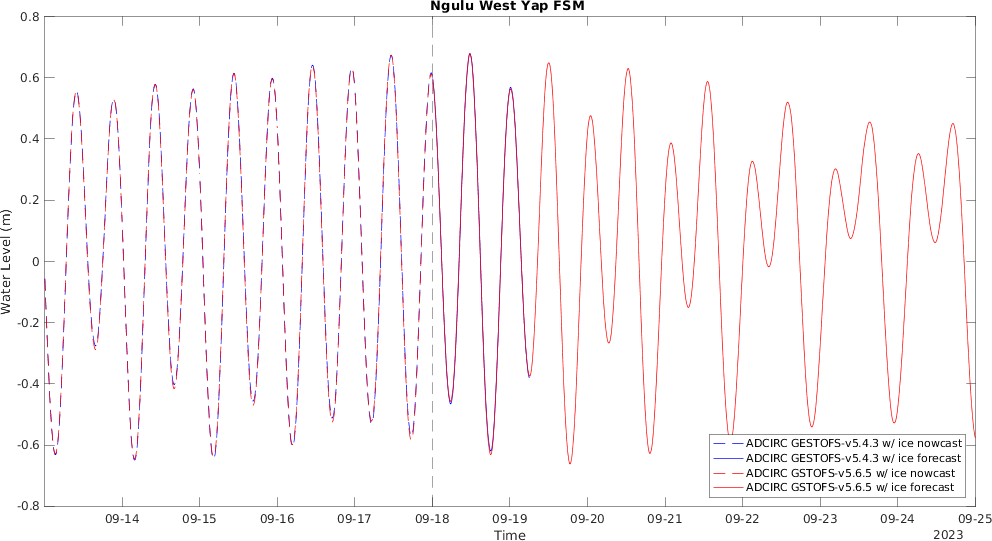 Ngulu West Yap FSM
0.8
0.6
0.4
0.2
0
-0.2
-0.4
-0.6
-0.8
Water Level (m)
ADCIRC GESTOFS-v5.4.3 w/ ice nowcast
ADCIRC GESTOFS-v5.4.3 w/ ice forecast
ADCIRC GSTOFS-v5.6.5 w/ ice nowcast
ADCIRC GSTOFS-v5.6.5 w/ ice forecast
09-14 09-15 09-16 09-17 09-18 09-19 09-20 09-21 09-22 09-23 09-24 09-25
Time
2023